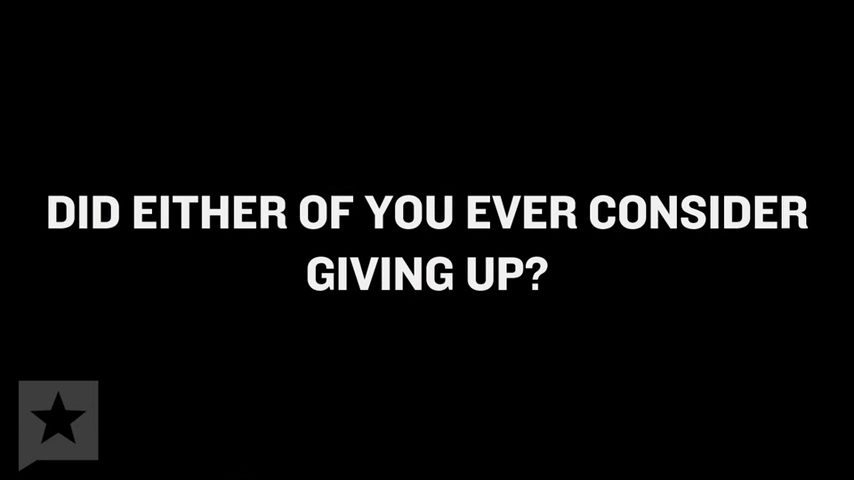 DID EITHER OF YOU EVER CONSIDER
GIVING UP?